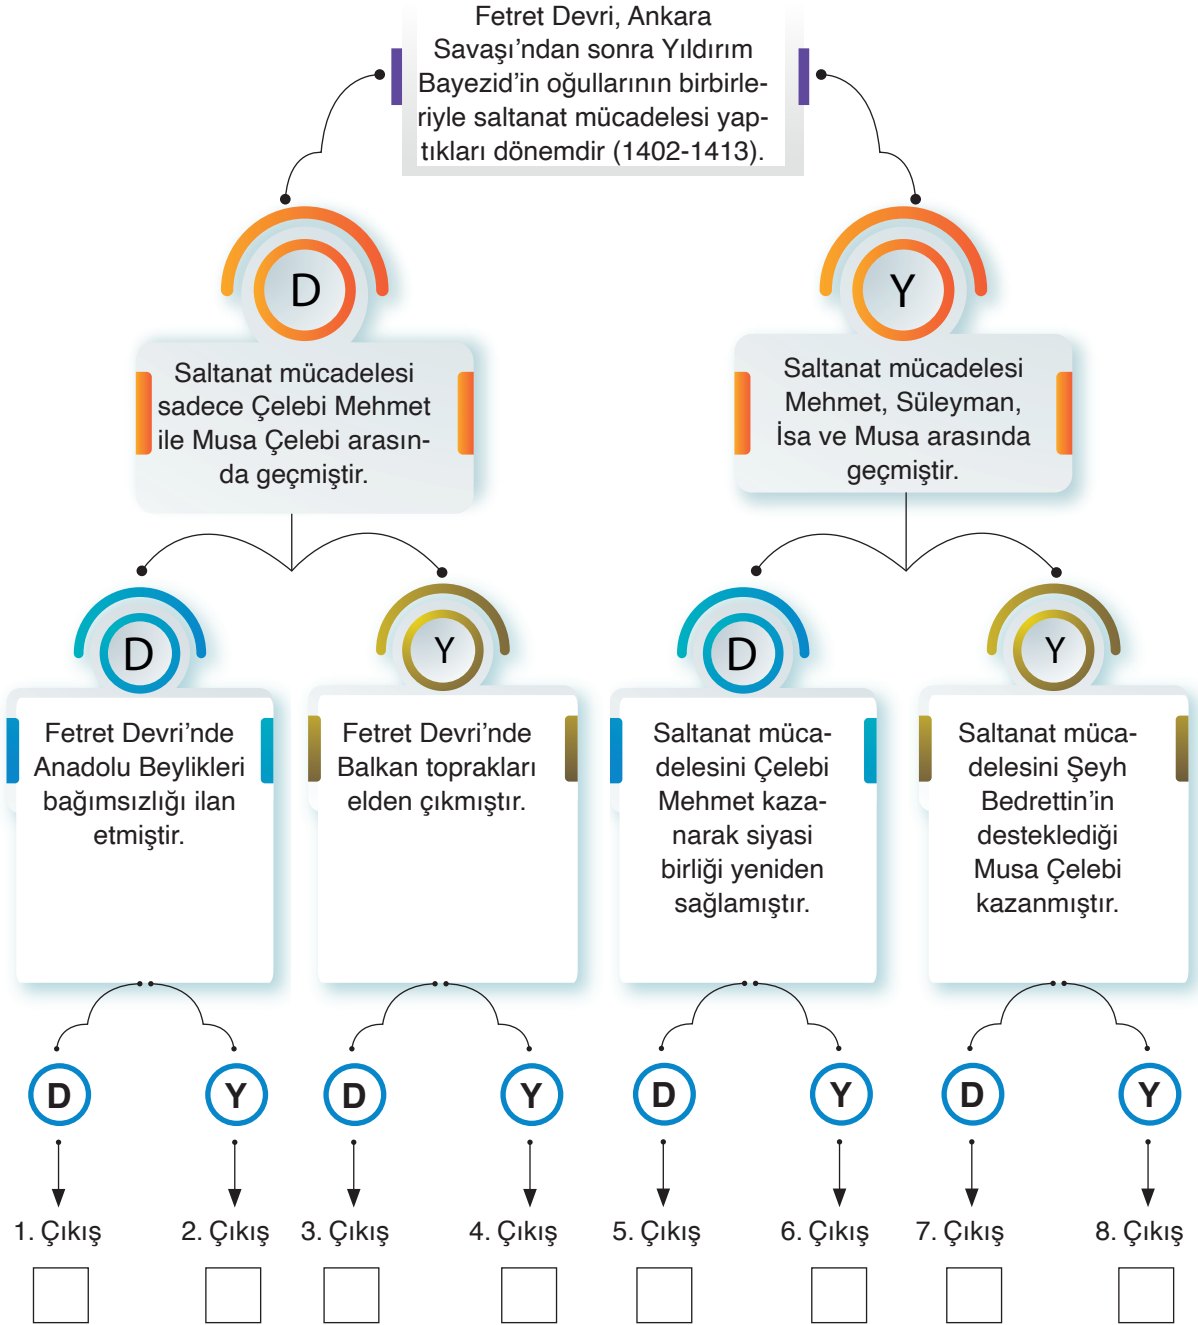 Fetret Devri, Ankara
Savaşı’ndan sonra Yıldırım
Bayezid’in oğullarının birbirle-
riyle saltanat mücadelesi yap-
tıkları dönemdir (1402-1413).
D
Y
Saltanat mücadelesi
sadece Çelebi Mehmet
ile Musa Çelebi arasın-
da geçmiştir.
Saltanat mücadelesi
Mehmet, Süleyman,
İsa ve Musa arasında
geçmiştir.
D
Y
D
Y
Fetret Devri’nde
Anadolu Beylikleri
bağımsızlığı ilan
etmiştir.
Fetret Devri’nde
Balkan toprakları
elden çıkmıştır.
Saltanat müca-
delesini Çelebi
Mehmet kaza-
narak siyasi
birliği yeniden
sağlamıştır.
Saltanat müca-
delesini Şeyh
Bedrettin’in
desteklediği
Musa Çelebi
kazanmıştır.
D
Y
D
Y
D
Y
D
Y
1. Çıkış
2. Çıkış
3. Çıkış
4. Çıkış
5. Çıkış
6. Çıkış
7. Çıkış
8. Çıkış